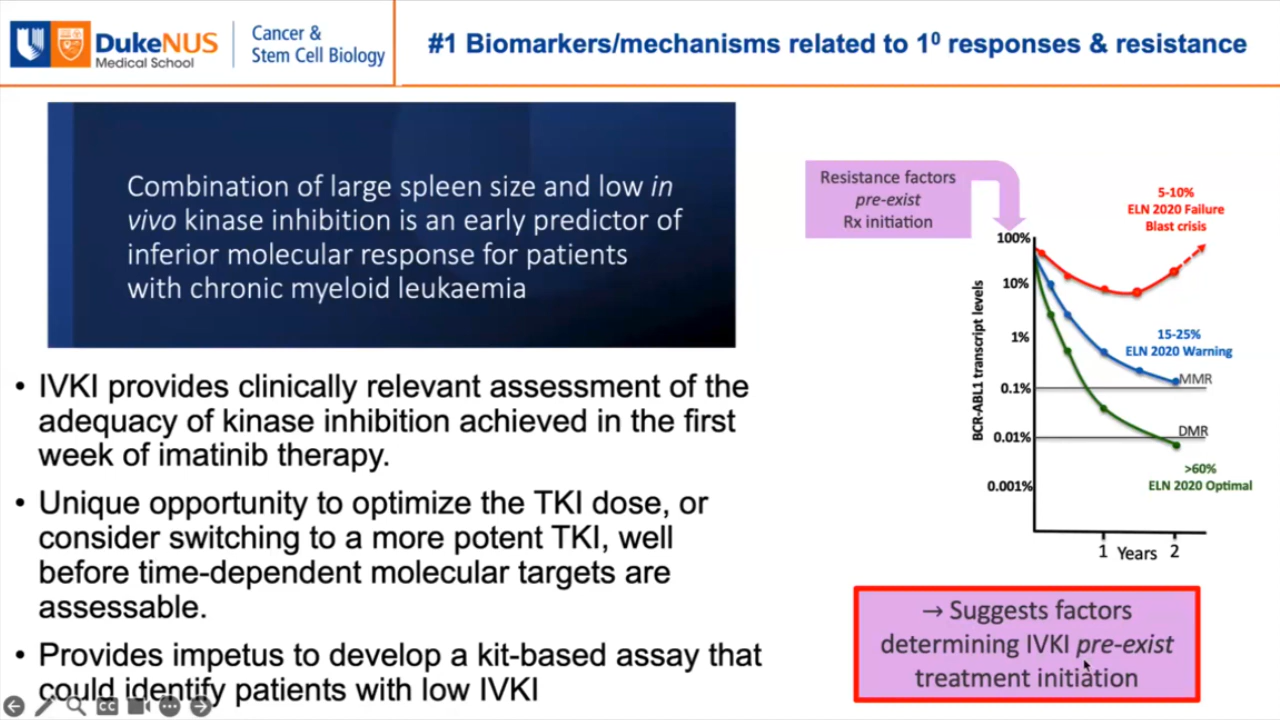 DukeNUS
Medical School
Cancer &
Stem Cell Biology
#1 Biomarkers/mechanisms related to 1⁰ responses & resistance
Combination of large spleen size and low in
vivo kinase inhibition is an early predictor of
inferior molecular response for patients
with chronic myeloid leukaemia
• IVKI provides clinically relevant assessment of the
adequacy of kinase inhibition achieved in the first
week of imatinib therapy.
• Unique opportunity to optimize the TKI dose, or
consider switching to a more potent TKI, well
before time-dependent molecular targets are
assessable.
• Provides impetus to develop a kit-based assay that
could identify patients with low IVKI
Resistance factors
pre-exist
Rx initiation
5-10%
ELN 2020 Failure
Blast crisis
100%
10%
1%
0.1%
0.01%
0.001%
BCR-ABL1 transcript levels
15-25%
ELN 2020 Warning
MMR
DMR
>60%
ELN 2020 Optimal
1 Years 2
→ Suggests factors
determining IVKI pre-exist
treatment initiation
CC